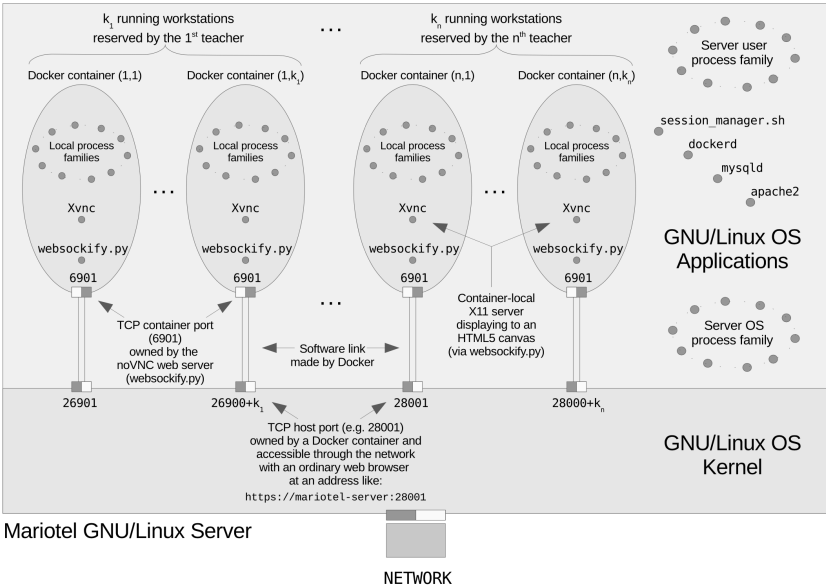 k1 running workstations
reserved by the 1st teacher
...
kn running workstations
reserved by the nth teacher
Docker container (1,1)
Docker container (1,k1)
Docker container (n,1)
Docker container (n,kn)
Server user
process family
Local process
families
Local process
families
Local process
families
Local process
families
session_manager.sh
dockerd
mysqld
apache2
...
...
...
Xvnc
Xvnc
Xvnc
Xvnc
websockify.py
websockify.py
websockify.py
websockify.py
GNU/Linux OS
Applications
6901
6901
6901
6901
...
TCP container port
(6901)
owned by the
noVNC web server
(websockify.py)
Software link
made by Docker
Container-local
X11 server
displaying to an
HTML5 canvas
(via websockify.py)
Server OS
process family
26901
26900+k1
28001
28000+kn
TCP host port (e.g. 28001)
owned by a Docker container and
accessible through the network
with an ordinary web browser
at an address like:
https://mariotel-server:28001
GNU/Linux OS
Kernel
Mariotel GNU/Linux Server
NETWORK